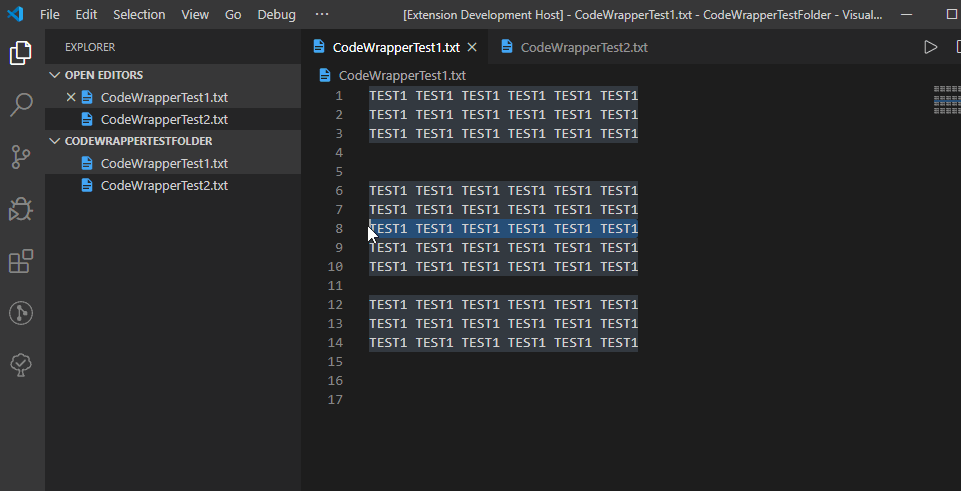 File Edit Selection View Go Debug ··· [Extension Development Host] - CodeWrapperTest1.txt - CodeWrapperTestFolder - Visual...
EXPLORER
OPEN EDITORS
CodeWrapperTest1.txt
CodeWrapperTest2.txt
CODEWRAPPERTESTFOLDER
CodeWrapperTest1.txt
CodeWrapperTest2.txt
CodeWrapperTest1.txt CodeWrapperTest2.txt
CodeWrapperTest1.txt
1 TEST1 TEST1 TEST1 TEST1 TEST1 TEST1
2 TEST1 TEST1 TEST1 TEST1 TEST1 TEST1
3 TEST1 TEST1 TEST1 TEST1 TEST1 TEST1
4
5
6 TEST1 TEST1 TEST1 TEST1 TEST1 TEST1
7 TEST1 TEST1 TEST1 TEST1 TEST1 TEST1
8 TEST1 TEST1 TEST1 TEST1 TEST1 TEST1
9 TEST1 TEST1 TEST1 TEST1 TEST1 TEST1
10 TEST1 TEST1 TEST1 TEST1 TEST1 TEST1
11
12 TEST1 TEST1 TEST1 TEST1 TEST1 TEST1
13 TEST1 TEST1 TEST1 TEST1 TEST1 TEST1
14 TEST1 TEST1 TEST1 TEST1 TEST1 TEST1
15
16
17